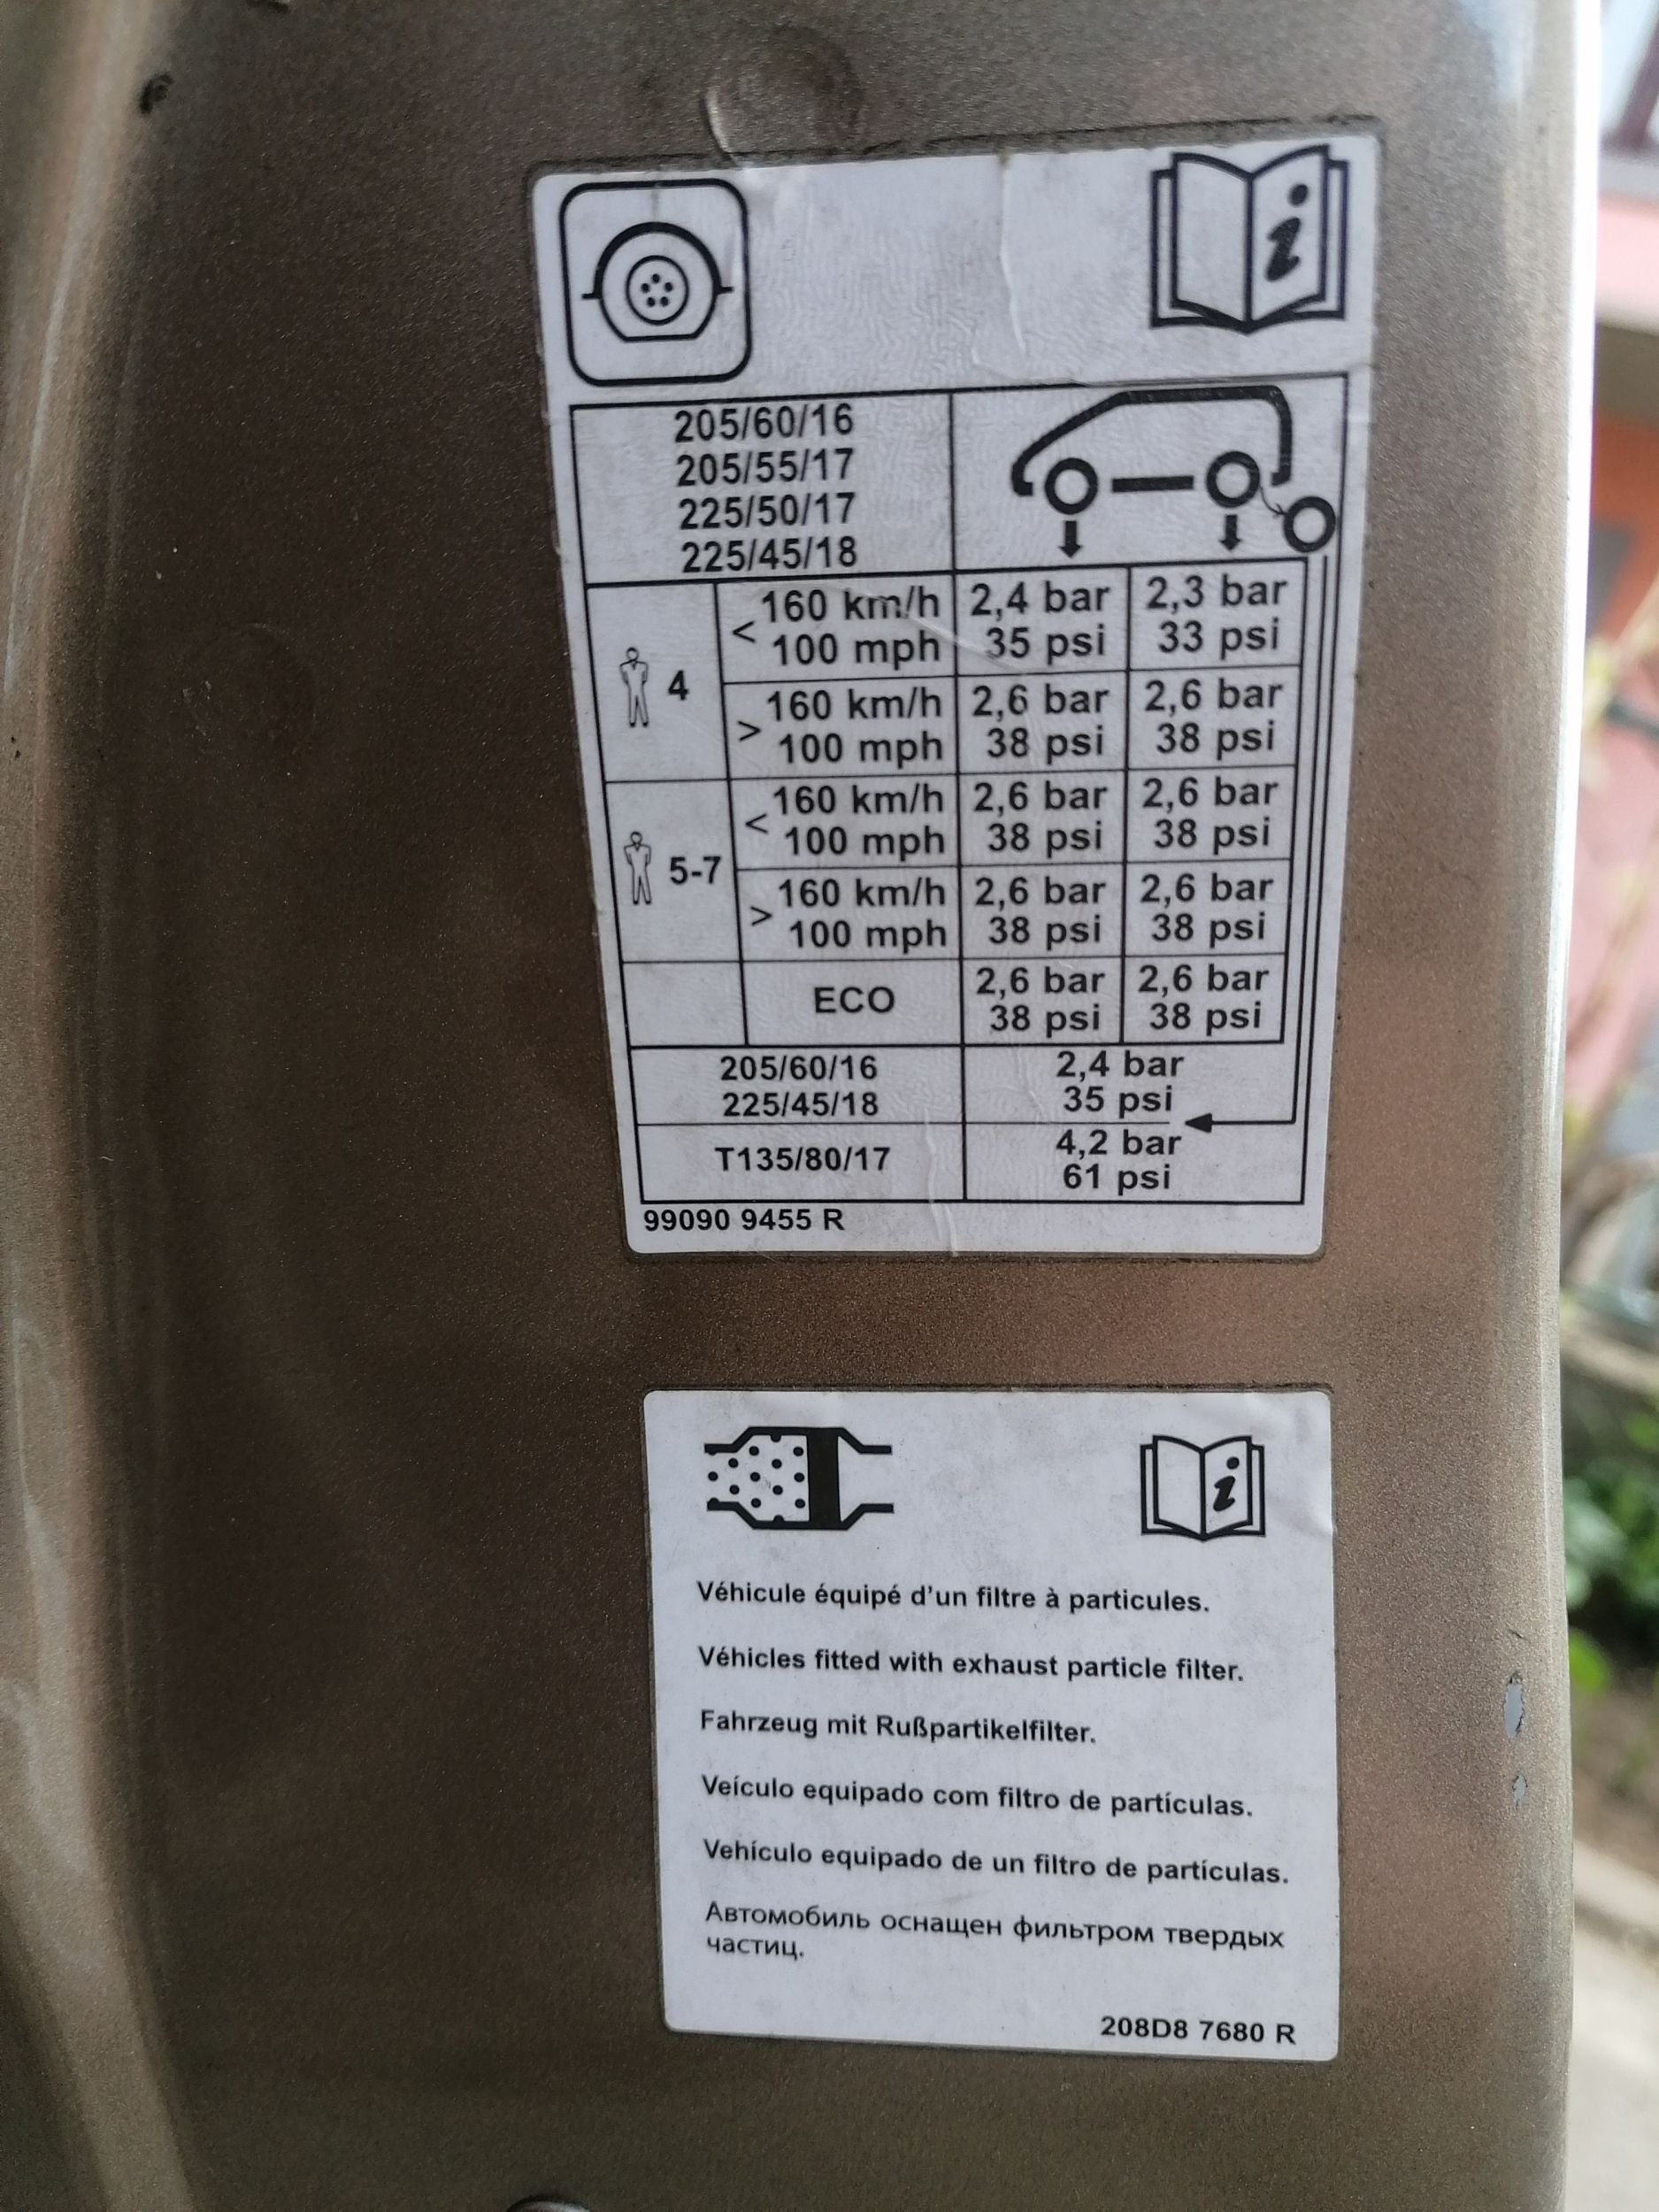 205/60/16
205/55/17
225/50/17
225/45/18
4
< 160 km/h 2,4 bar 2,3 bar
100 mph 35 psi 33 psi
> 160 km/h 2,6 bar 2,6 bar
100 mph 38 psi 38 psi
5-7
< 160 km/h 2,6 bar 2,6 bar
100 mph 38 psi 38 psi
> 160 km/h 2,6 bar 2,6 bar
100 mph 38 psi 38 psi
ECO 2,6 bar 2,6 bar
38 psi 38 psi
205/60/16 2,4 bar
225/45/18 35 psi
T135/80/17 4,2 bar
61 psi
99090 9455 R
Véhicule équipé d'un filtre à particules.
Véhicles fitted with exhaust particle filter.
Fahrzeug mit Rußpartikelfilter.
Veículo equipado com filtro de partículas.
Vehículo equipado de un filtro de partículas.
Автомобиль оснащен фильтром твердых
частиц.
208D8 7680 R